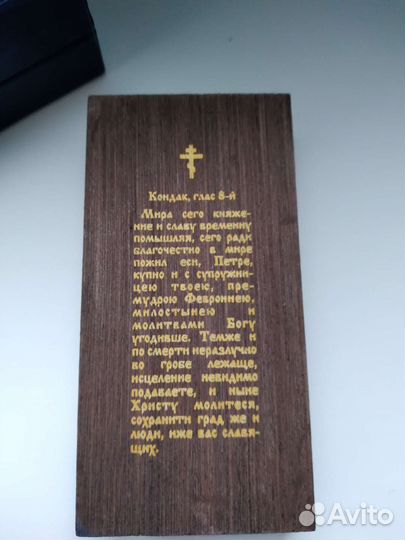 Кондак, глас 8-й
Мира сего княже-
ние и славу временну
помышляя, сего ради
благочестно в мире
пожил еси, Петре,
купно и с супружни-
цею твоею, пре-
мудрою Феврониею,
милостынею и
молитвами Богу
угодивше. Темже и
по смерти неразлучно
во гробе лежаще,
исцеление невидимо
подаваете, и ныне
Христу молитеся,
сохранити град же и
люди, иже вас славя-
щих.
Avito